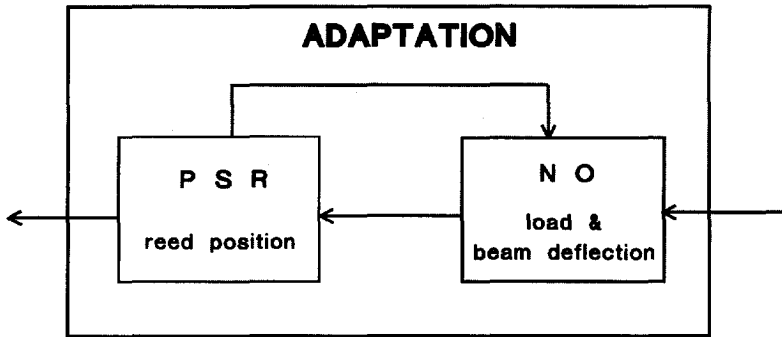 ADAPTATION
P S R
reed position
N O
load &
beam deflection